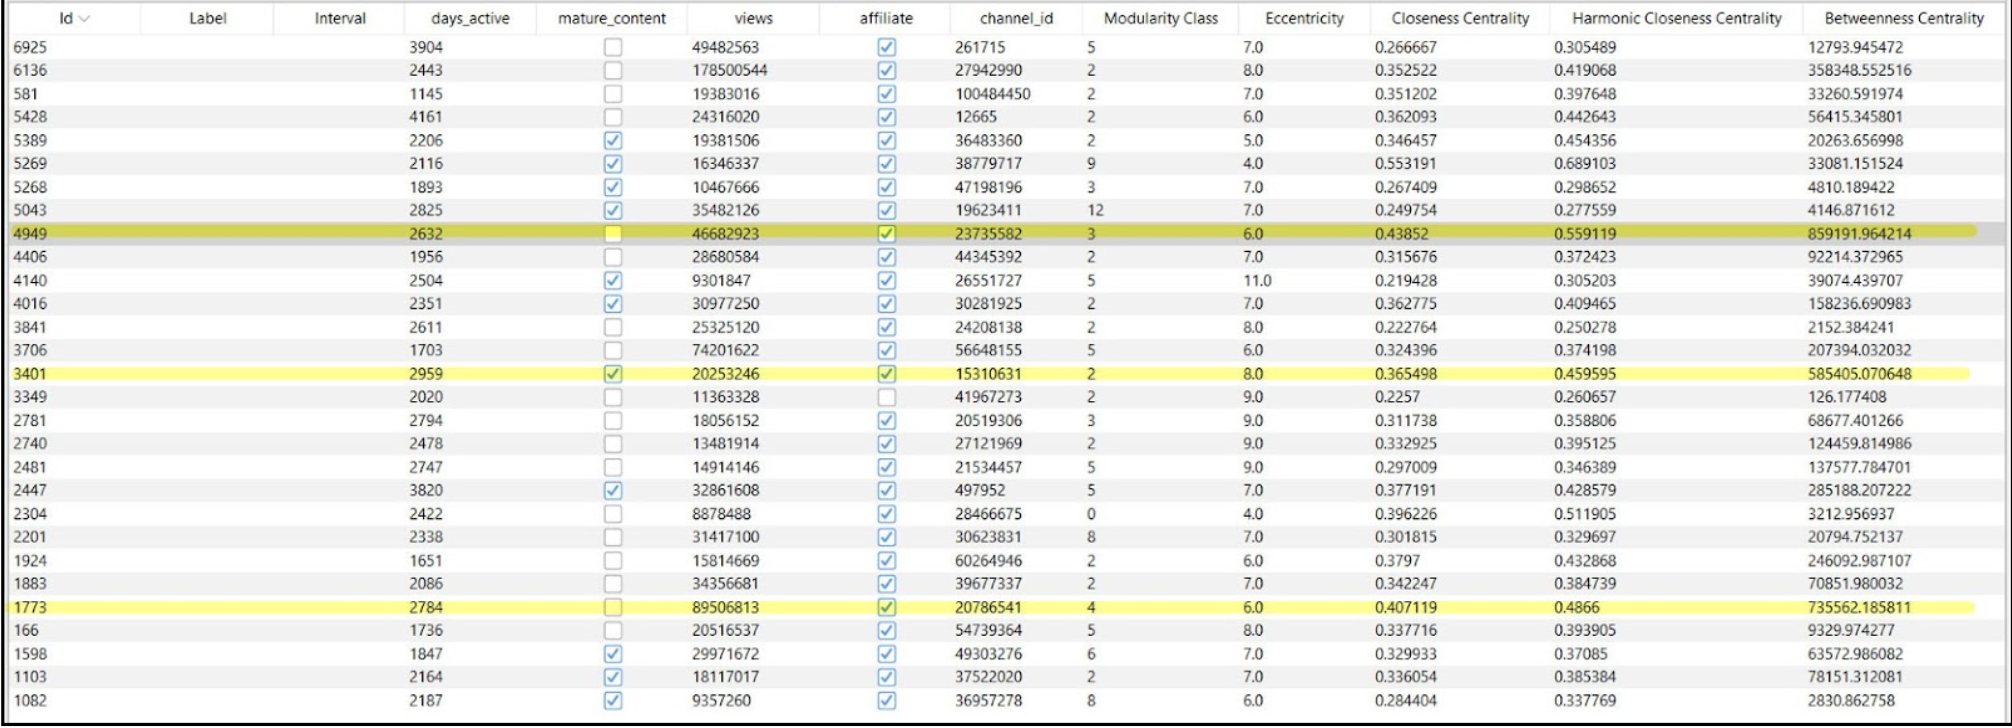 Id Label Interval days_active mature_content views affiliate channel_id Modularity Class Eccentricity Closeness Centrality Harmonic Closeness Centrality Betweenness Centrality
6925 3904 49482563 261715 5 7.0 0.266667 0.305489 12793.945472
6136 2443 178500544 27942990 2 8.0 0.352522 0.419068 358348.552516
581 1145 19383016 100484450 2 7.0 0.351202 0.397648 33260.591974
5428 4161 24316020 12665 2 6.0 0.362093 0.442643 56415.345801
5389 2206 19381506 36483360 2 5.0 0.346457 0.454356 20263.656998
5269 2116 16346337 38779717 9 4.0 0.553191 0.689103 33081.151524
5268 1893 10467666 47198196 3 7.0 0.267409 0.298652 4810.189422
5043 2825 35482126 19623411 12 7.0 0.249754 0.277559 4146.871612
4949 2632 46682923 23735582 3 6.0 0.43852 0.559119 859191.964214
4406 1956 28680584 44345392 2 7.0 0.315676 0.372423 92214.372965
4140 2504 9301847 26551727 5 11.0 0.219428 0.305203 39074.439707
4016 2351 30977250 30281925 2 7.0 0.362775 0.409465 158236.690983
3841 2611 25325120 24208138 2 8.0 0.222764 0.250278 2152.384241
3706 1703 74201622 56648155 5 6.0 0.324396 0.374198 207394.032032
3401 2959 20253246 15310631 2 8.0 0.365498 0.459595 585405.070648
3349 2020 11363328 41967273 2 9.0 0.2257 0.260657 126.177408
2781 2794 18056152 20519306 3 9.0 0.311738 0.358806 68677.401266
2740 2478 13481914 27121969 2 9.0 0.332925 0.395125 124459.814986
2481 2747 14914146 21534457 5 9.0 0.297009 0.346389 137577.784701
2447 3820 32861608 497952 5 7.0 0.377191 0.428579 285188.207222
2304 2422 8878488 28466675 0 4.0 0.396226 0.511905 3212.956937
2201 2338 31417100 30623831 8 7.0 0.301815 0.329697 20794.752137
1924 1651 15814669 60264946 2 6.0 0.3797 0.432868 246092.987107
1883 2086 34356681 39677337 2 7.0 0.342247 0.384739 70851.980032
1773 2784 89506813 20786541 4 6.0 0.407119 0.4866 735562.185811
166 1736 20516537 54739364 5 8.0 0.337716 0.393905 9329.974277
1598 1847 29971672 49303276 6 7.0 0.329933 0.37085 63572.986082
1103 2164 18117017 37522020 2 7.0 0.336054 0.385384 78151.312081
1082 2187 9357260 36957278 8 6.0 0.284404 0.337769 2830.862758